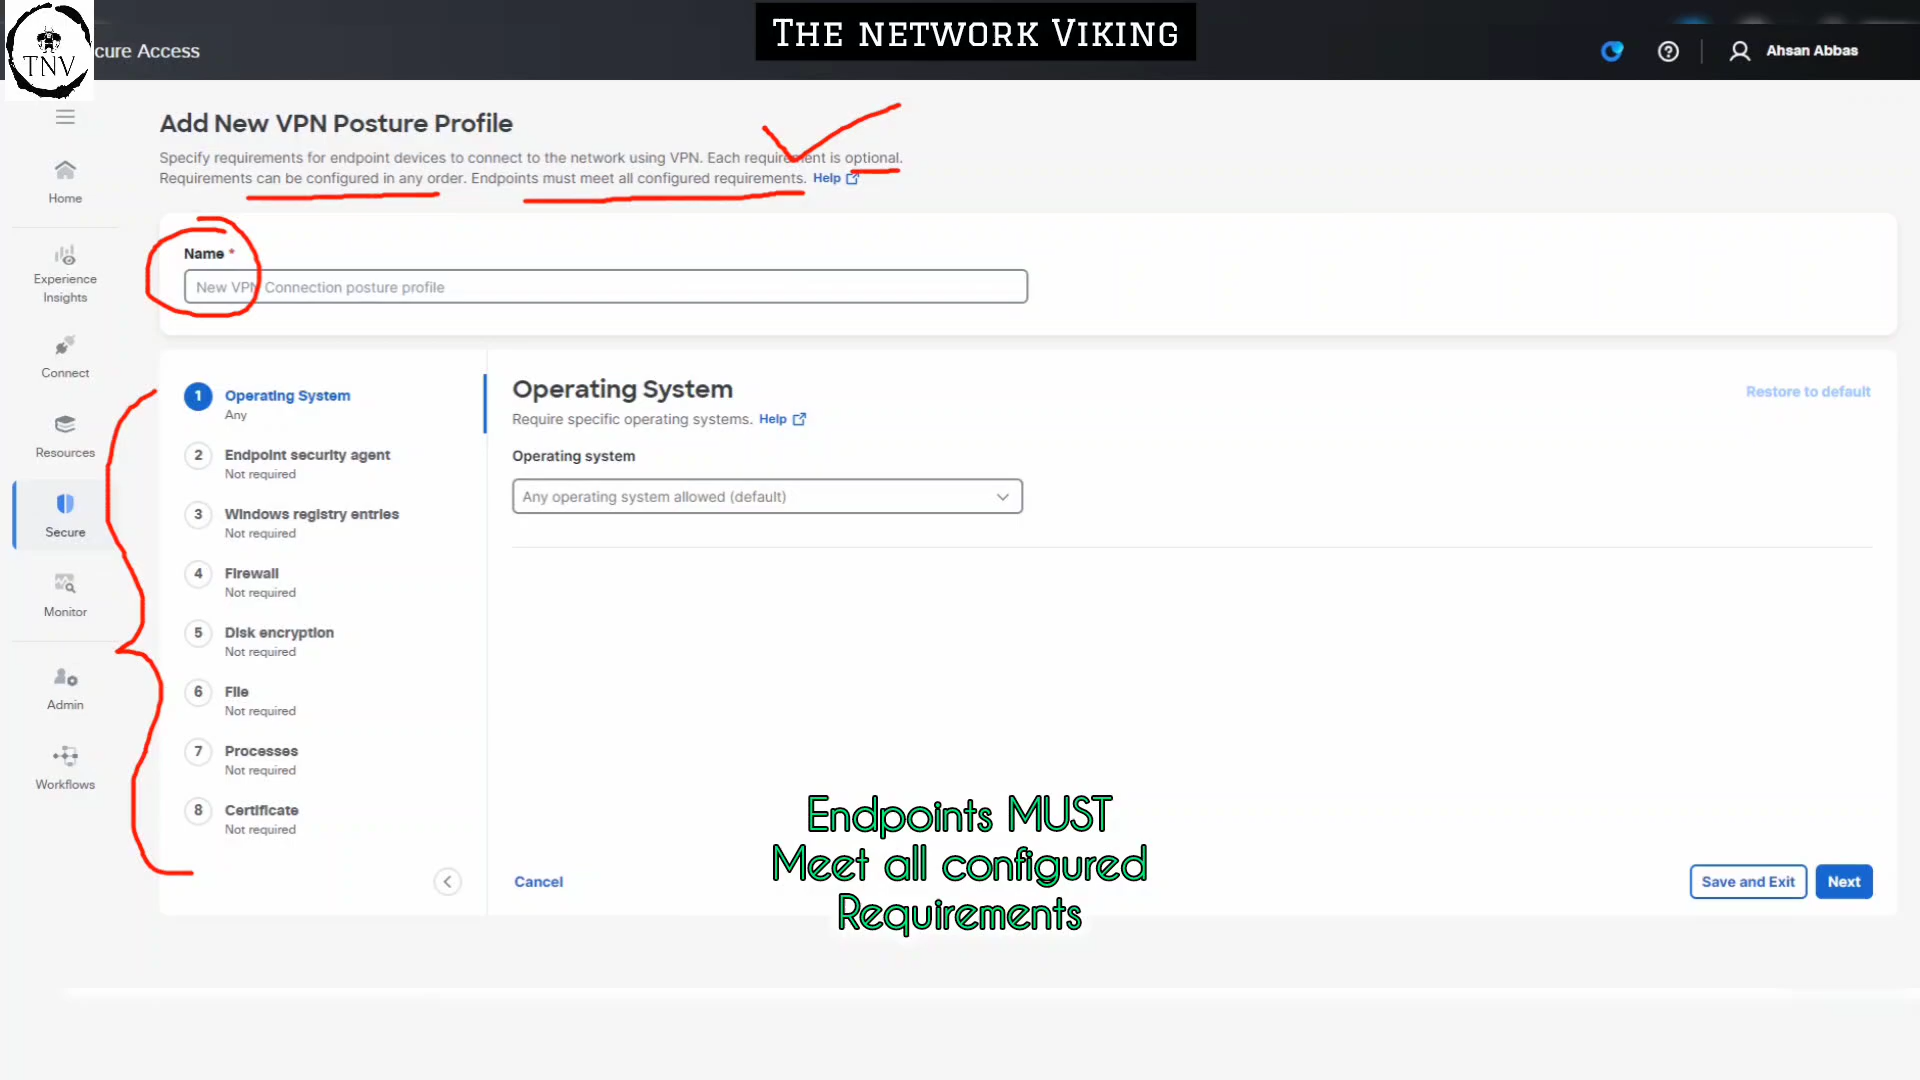 THE NETWORK VIKING
TNV
cure Access
Ahsan Abbas
Add New VPN Posture Profile
Specify requirements for endpoint devices to connect to the network using VPN. Each requirement is optional.
Requirements can be configured in any order. Endpoints must meet all configured requirements. Help
Home
Experience
Insights
Connect
Resources
Secure
Monitor
Admin
Workflows
Name *
New VPN Connection posture profile
1 Operating System
Any
2 Endpoint security agent
Not required
3 Windows registry entries
Not required
4 Firewall
Not required
5 Disk encryption
Not required
6 File
Not required
7 Processes
Not required
8 Certificate
Not required
Operating System
Restore to default
Require specific operating systems. Help
Operating system
Any operating system allowed (default)
Endpoints MUST
Meet all configured
Requirements
Cancel
Save and Exit
Next